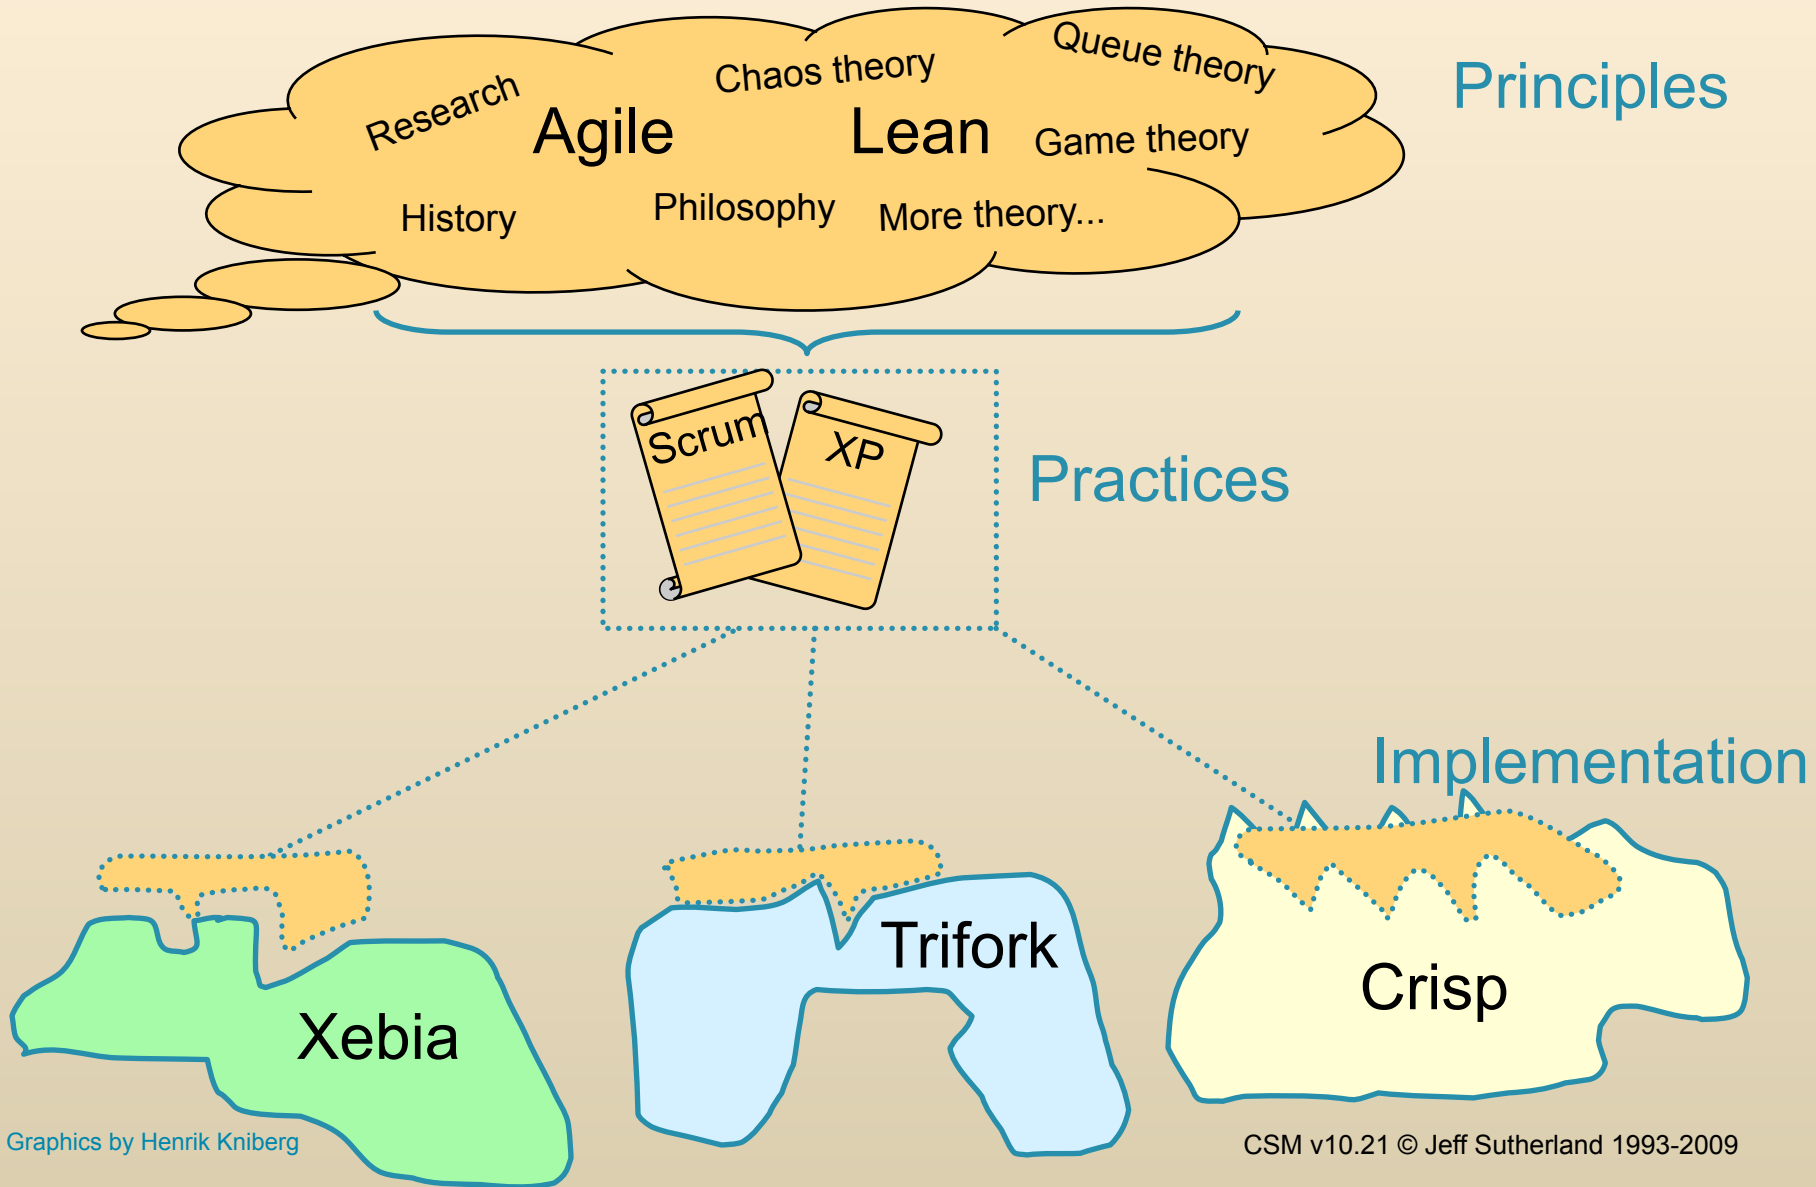 Principles
Queue theory
Chaos theory
Research
Agile
Lean
Game theory
History
Philosophy
More theory...
Scrum
XP
Practices
Implementation
Xebia
Trifork
Crisp
Graphics by Henrik Kniberg
CSM v10.21 © Jeff Sutherland 1993-2009